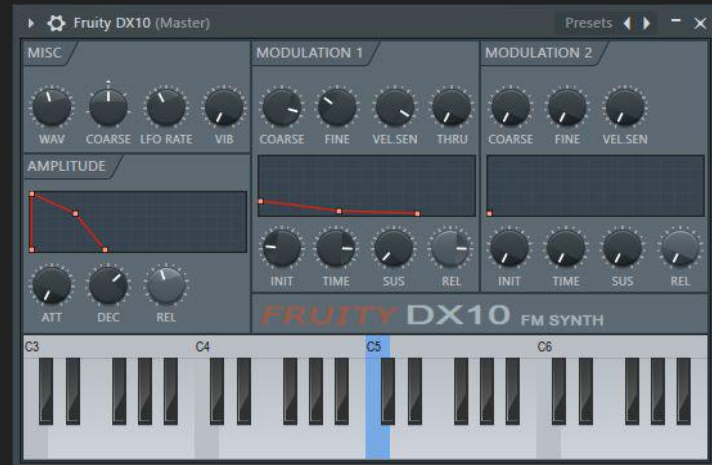 Fruity DX10 (Master) Presets
MISC
WAV COARSE LFO RATE VIB
AMPLITUDE
ATT DEC REL
MODULATION 1
COARSE FINE VEL.SEN THRU
INIT TIME SUS REL
MODULATION 2
COARSE FINE VEL.SEN
INIT TIME SUS REL
FRUITY DX10 FM SYNTH
C3 C4 C5 C6